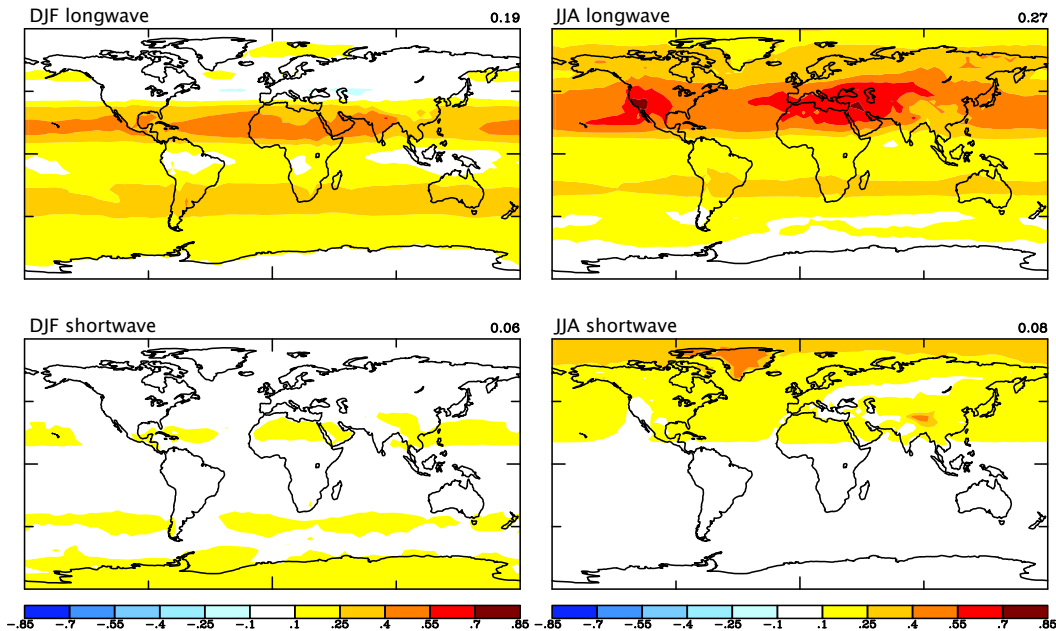 DJF longwave 0.19
JJA longwave 0.27
DJF shortwave 0.06
JJA shortwave 0.08
-.85 -.7 -.55 -.4 -.25 -.1 .1 .25 .4 .55 .7 .85
-.85 -.7 -.55 -.4 -.25 -.1 .1 .25 .4 .55 .7 .85